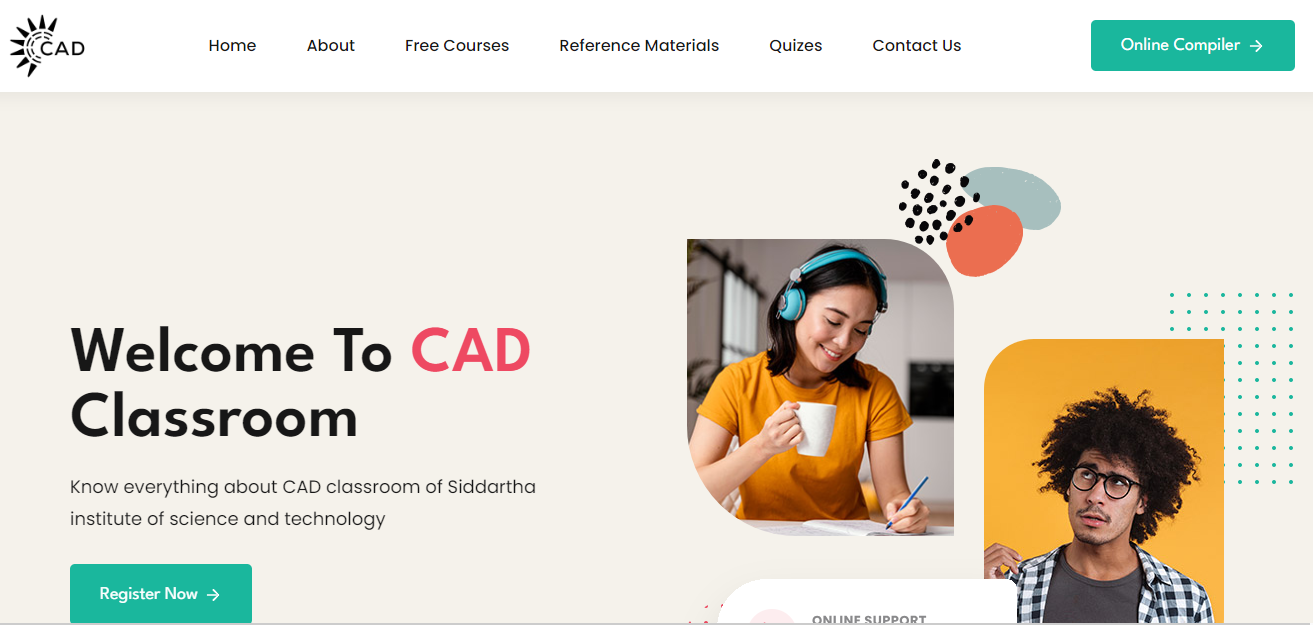 CAD
Home
About
Free Courses
Reference Materials
Quizes
Contact Us
Online Compiler
Welcome To CAD
Classroom
Know everything about CAD classroom of Siddartha
institute of science and technology
Register Now
ONLINE SUPPORT